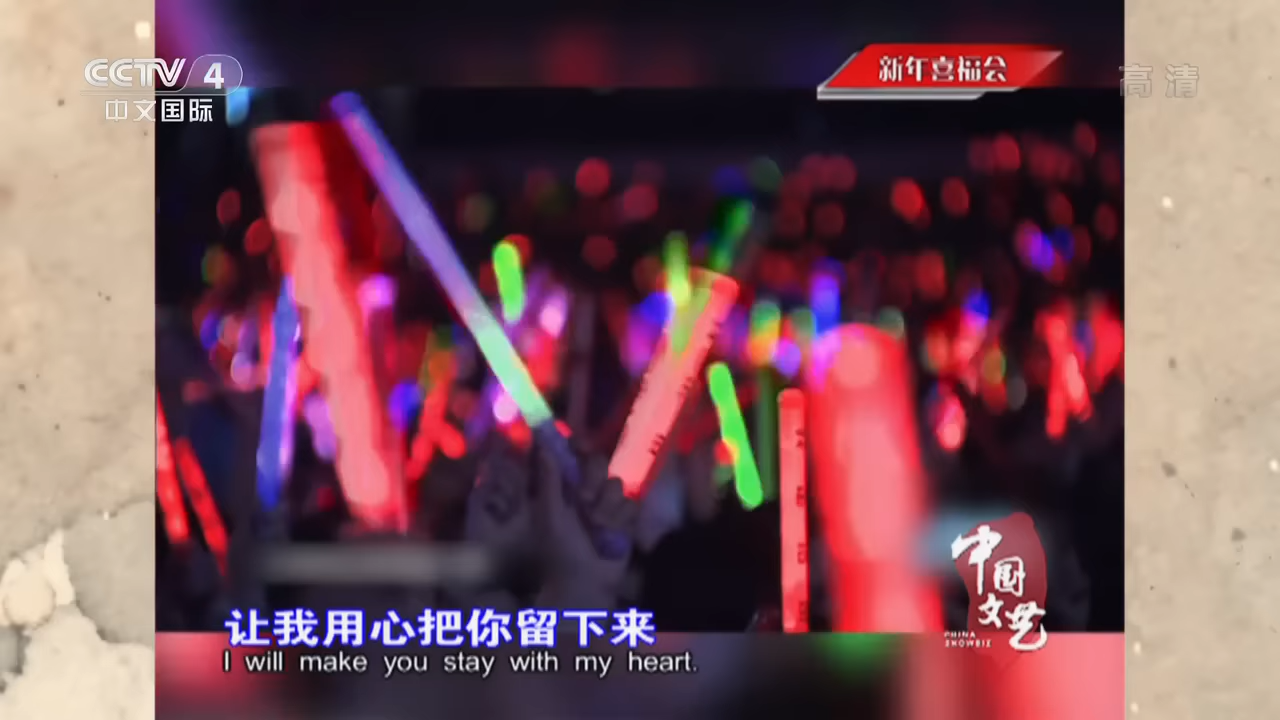 CCTV 4
中文国际
新年喜福会
高清
中国文艺
CHINA
SHOWBIZ
让我用心把你留下来
I will make you stay with my heart.